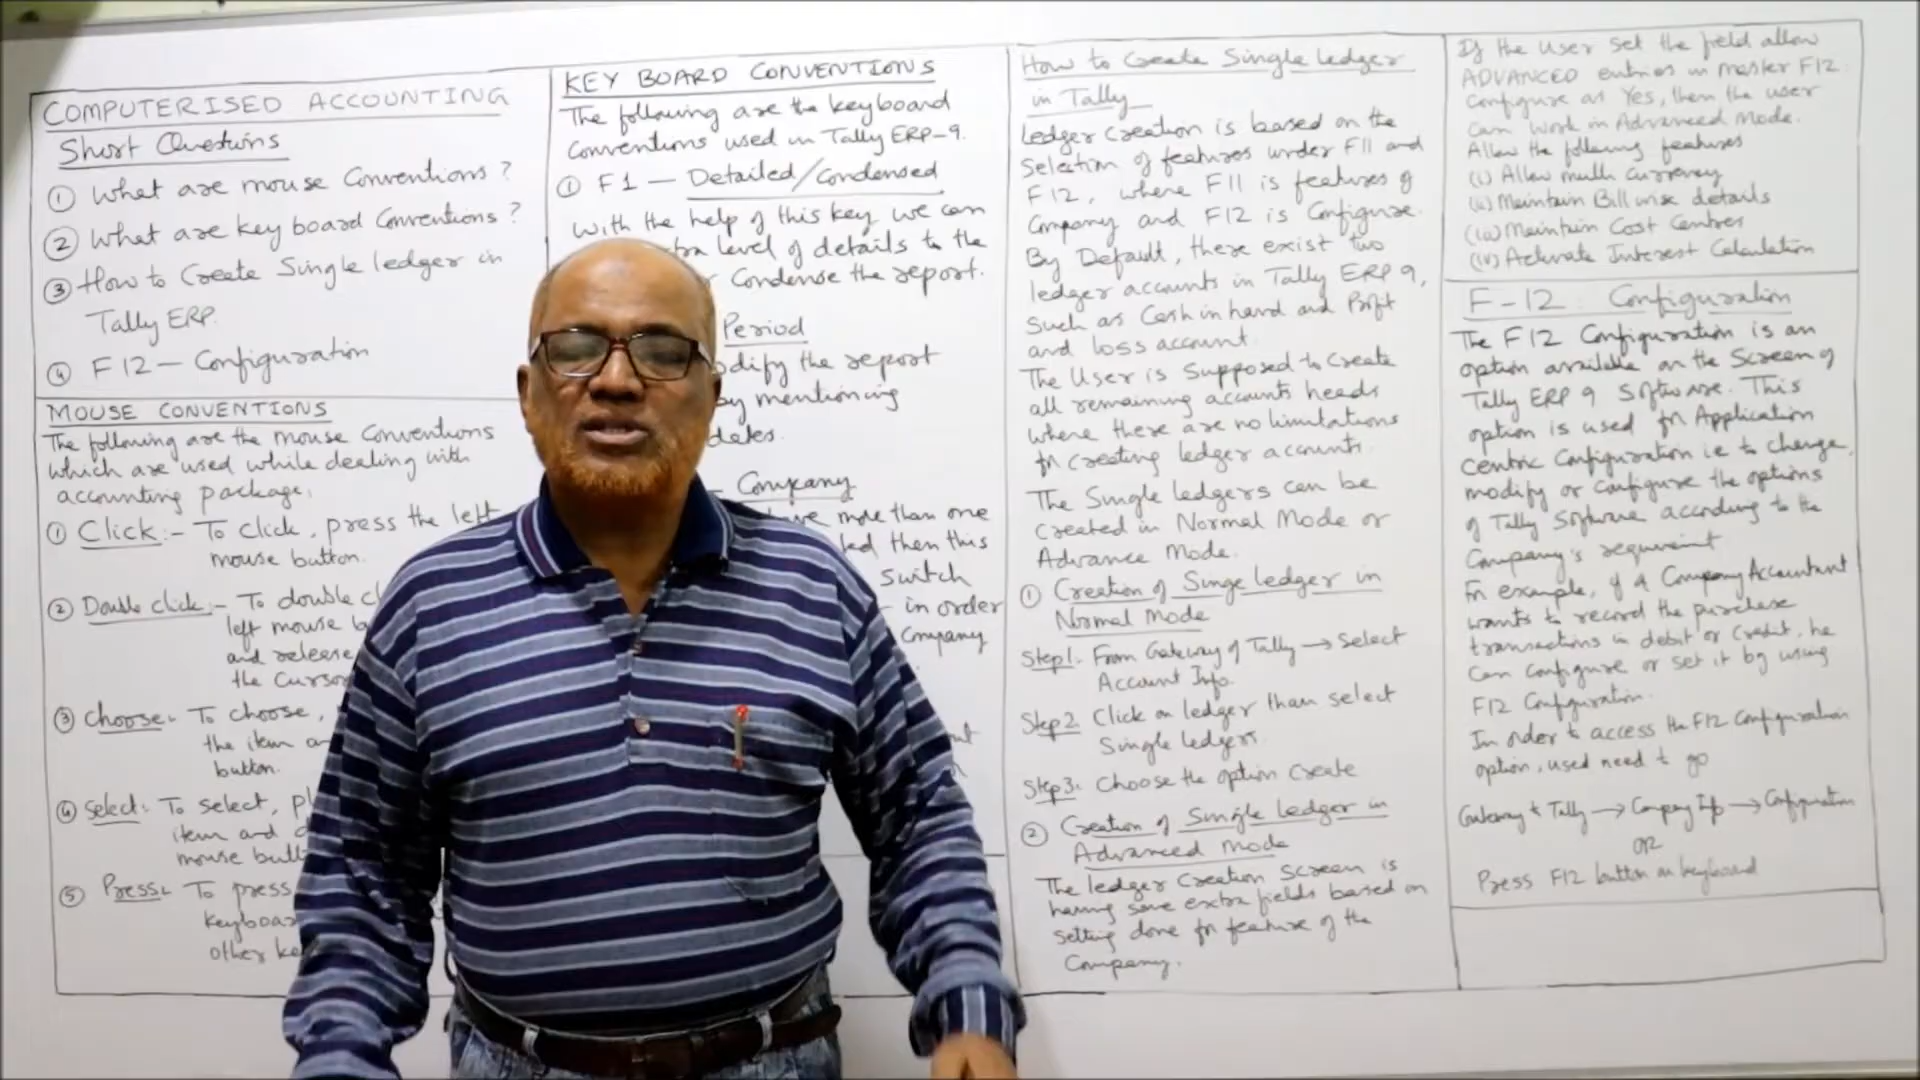 COMPUTERISED ACCOUNTING
Short Questions
① What are mouse Conventions?
② What are key board Conventions?
③ How to Create Single ledger in
Tally ERP.
④ F12 - Configuration
MOUSE CONVENTIONS
The following are the mouse Conventions
which are used while dealing with
accounting package.
① Click:- To click, press the left
mouse button.
② Double click:- To double cl
left mouse b
and release
the Cursor
③ Choose:- To choose,
the item an
button.
④ Select:- To select, pl
item and c
mouse butt
⑤ Press:- To press
keyboar
other ke
KEY BOARD CONVENTIONS
The following are the keyboard
Conventions used in Tally ERP-9.
① F1 — Detailed/Condensed
With the help of this key we can
tra level of details to the
r Condense the report.
Period
odify the report
by mentioning
dates.
- Company
have more than one
ted then this
switch
in order
Company
How to Create Single ledger
in Tally
Ledger Creation is based on the
Selection of features under F11 and
F12, where F11 is features of
Company and F12 is Configure.
By Default, there exist two
ledger accounts in Tally ERP 9,
Such as Cash in hand and Profit
and loss account.
The User is supposed to Create
all remaining accounts heads
where there are no limitations
for creating ledger accounts.
The Single ledgers can be
Created in Normal Mode or
Advance Mode.
① Creation of Singe ledger in
Normal Mode
Step1. From Gateway of Tally → Select
Account Info.
Step2. Click on ledger than select
Single ledgers.
Step3: Choose the option Create
② Creation of Single Ledger in
Advanced Mode
The ledger Creation Screen is
having some extra fields based on
setting done for feature of the
Company.
If the User set the field allow
ADVANCED entries in master F12
Configure as Yes, then the user
Can work in Advanced Mode.
Allow the following features
(i) Allow multi Currency
(ii) Maintain Bill wise details
(iii) Maintain Cost Centres
(iv) Activate Interest Calculation
F-12: Configuration
The F12 Configuration is an
option available on the Screen of
Tally ERP 9 Software. This
option is used for Application
Centric Configuration i.e to change,
modify or Configure the options
of Tally Software according to the
Company's requirement
For example, if a Company Accountant
wants to record the purchase
transactions in debit or Credit, he
Can Configure or set it by using
F12 Configuration.
In order to access the F12 Configuration
option, used need to go
Gateway of Tally → Company Info → Configuration
OR
Press F12 button on keyboard